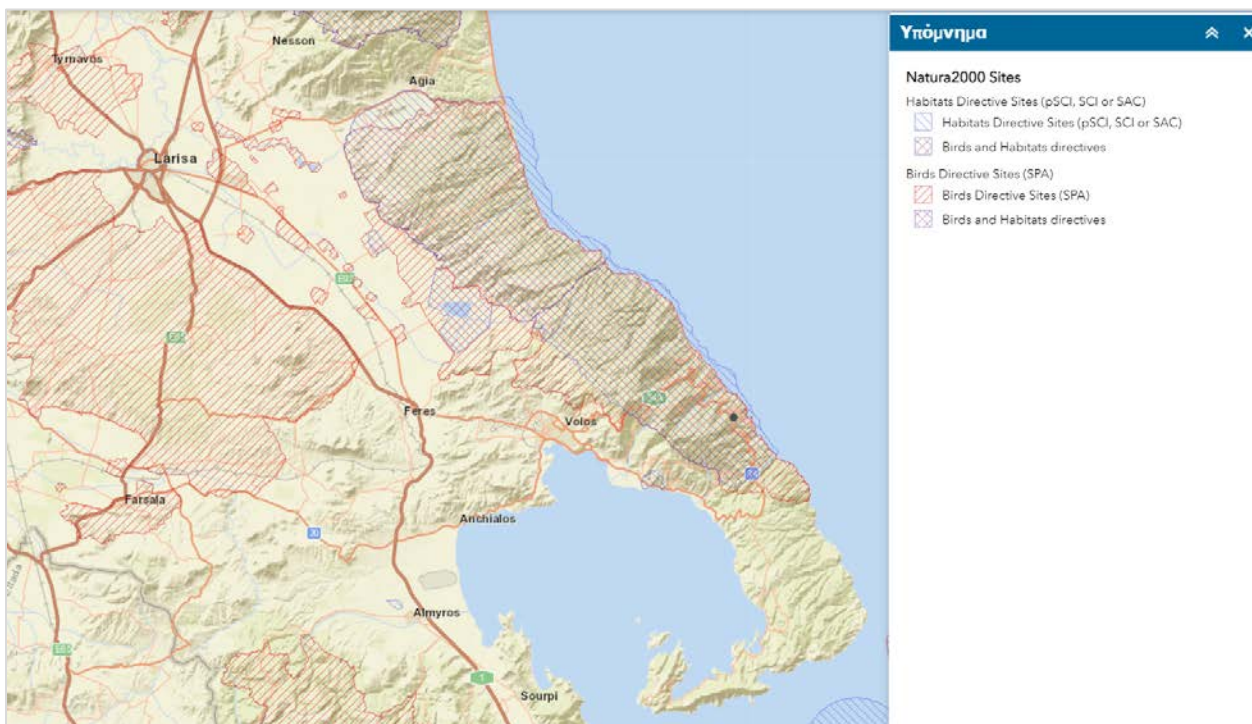 Nesson
Tyrnavos
Agia
Larisa
E92
E65
Feres
Volos
34A
Farsala
30
Anchialos
Almyros
E65
1
Sourpi
Υπόμνημα
Natura2000 Sites
Habitats Directive Sites (pSCI, SCI or SAC)
Habitats Directive Sites (pSCI, SCI or SAC)
Birds and Habitats directives
Birds Directive Sites (SPA)
Birds Directive Sites (SPA)
Birds and Habitats directives